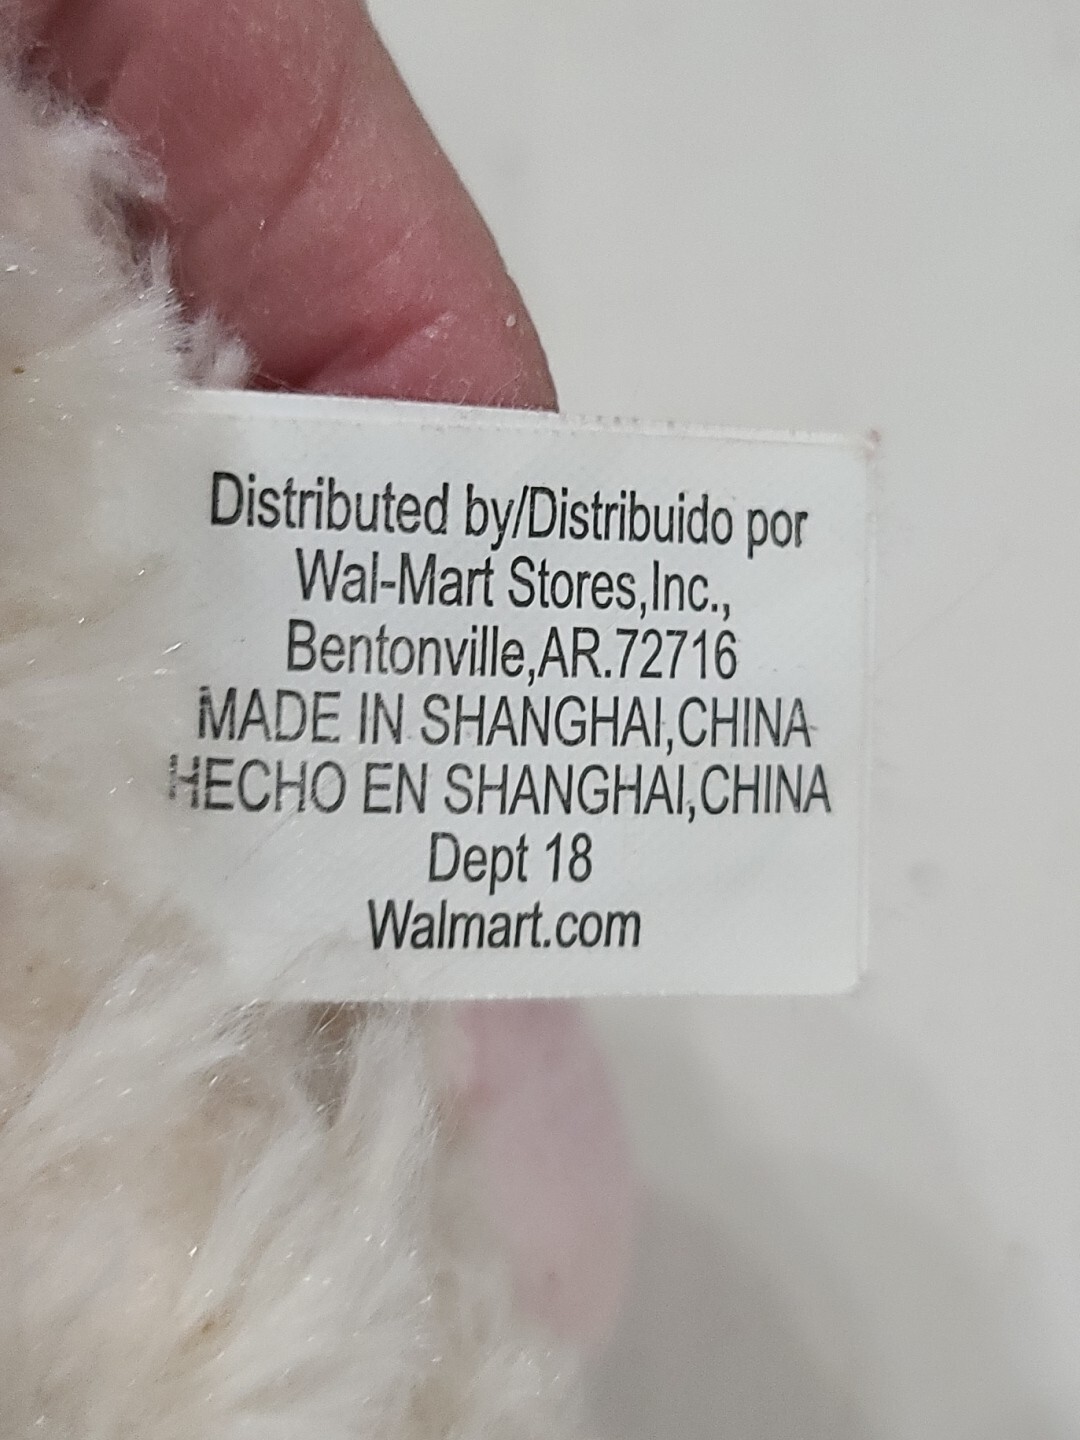 Distributed by/Distribuido por
Wal-Mart Stores,Inc.,
Bentonville,AR.72716
MADE IN SHANGHAI,CHINA
HECHO EN SHANGHAI,CHINA
Dept 18
Walmart.com